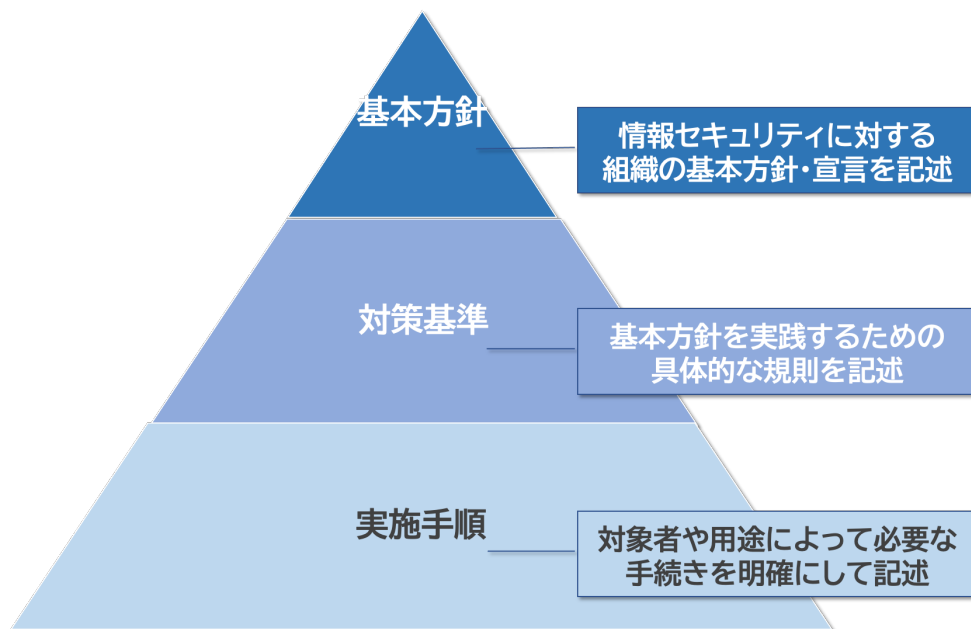 基本方針
情報セキュリティに対する
組織の基本方針・宣言を記述
対策基準
基本方針を実践するための
具体的な規則を記述
実施手順
対象者や用途によって必要な
手続きを明確にして記述